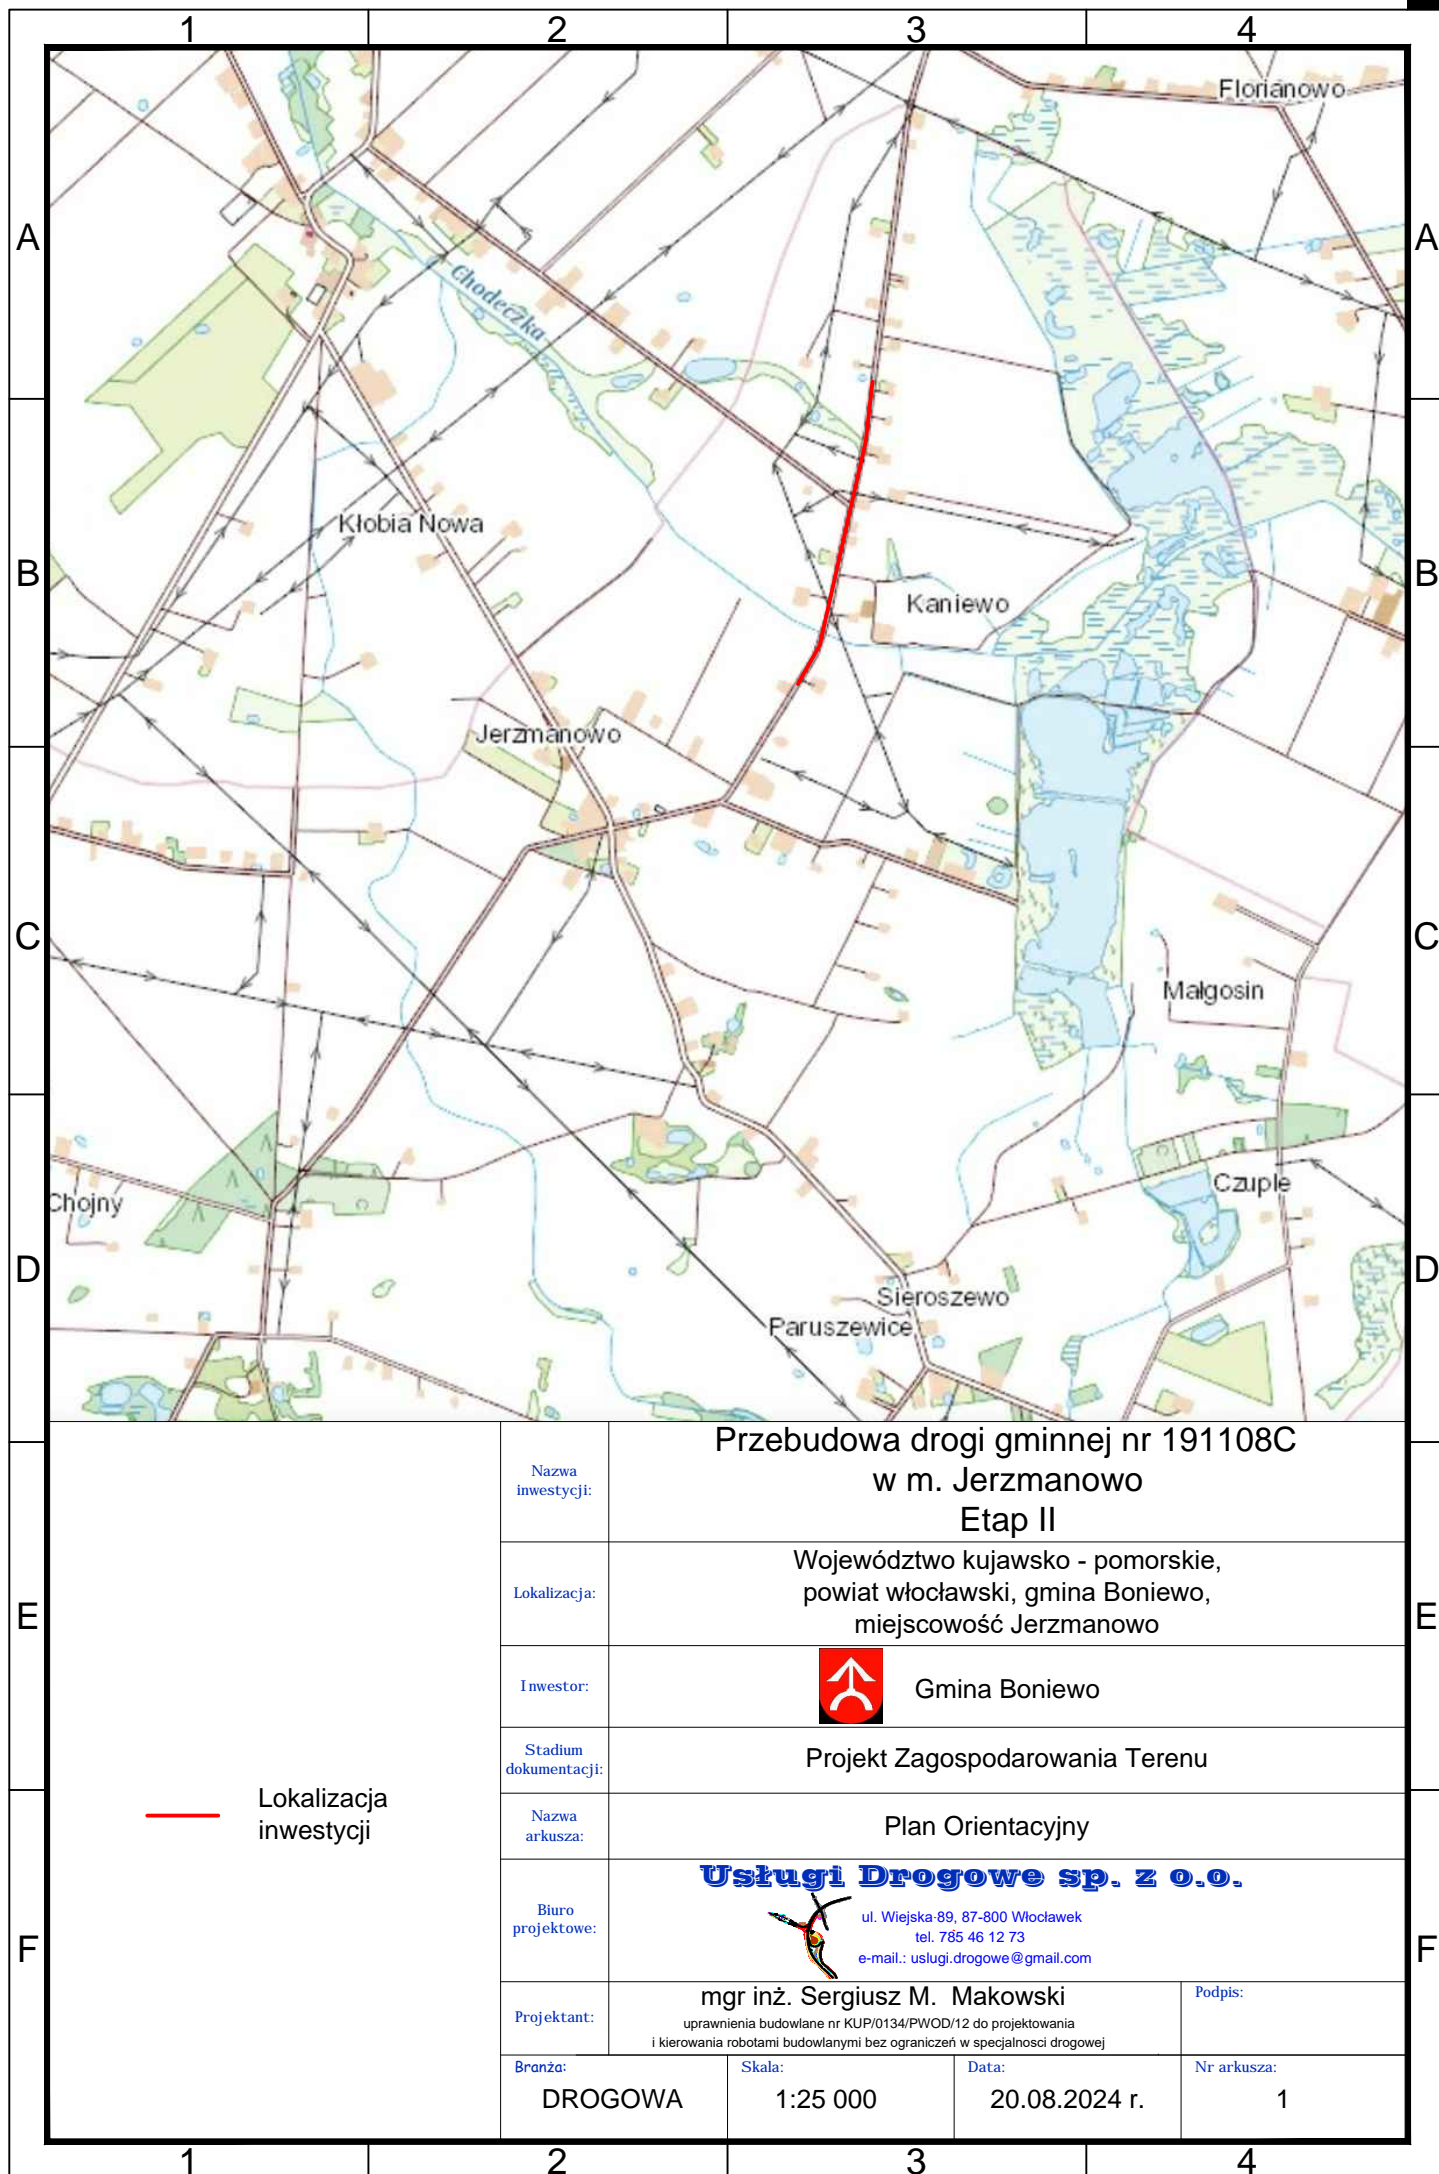 1 2 3 4
A A
B B
C C
D D
E E
F F
Florianowo
Chodeczka
Kłobia Nowa
Kaniewo
Jerzmanowo
Małgosin
Czuple
Chojny
Sieroszewo
Paruszewice
Lokalizacja
inwestycji
Nazwa
inwestycji:
Przebudowa drogi gminnej nr 191108C
w m. Jerzmanowo
Etap II
Lokalizacja:
Województwo kujawsko - pomorskie,
powiat włocławski, gmina Boniewo,
miejscowość Jerzmanowo
Inwestor:
Gmina Boniewo
Stadium
dokumentacji:
Projekt Zagospodarowania Terenu
Nazwa
arkusza:
Plan Orientacyjny
Biuro
projektowe:
Usługi Drogowe sp. z o.o.
ul. Wiejska 89, 87-800 Włocławek
tel. 785 46 12 73
e-mail.: uslugi.drogowe@gmail.com
Projektant:
mgr inż. Sergiusz M. Makowski
uprawnienia budowlane nr KUP/0134/PWOD/12 do projektowania
i kierowania robotami budowlanymi bez ograniczeń w specjalnosci drogowej
Podpis:
Branża:
DROGOWA
Skala:
1:25 000
Data:
20.08.2024 r.
Nr arkusza:
1
1 2 3 4